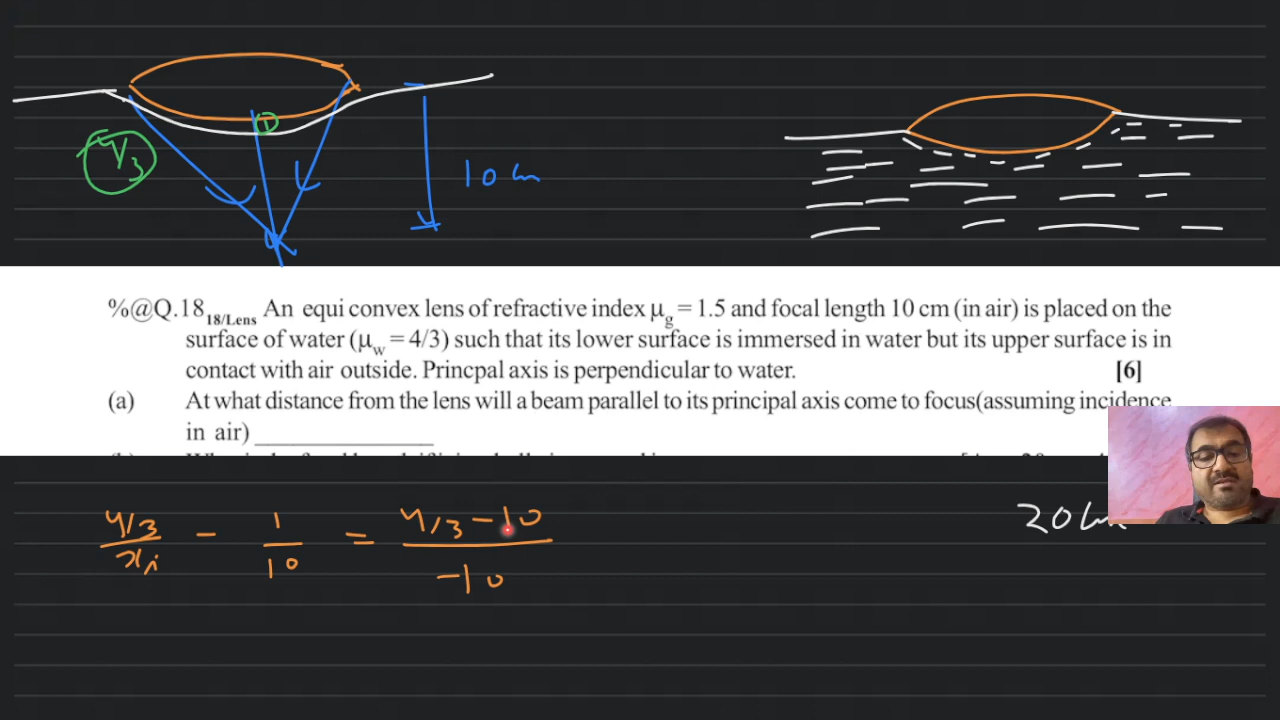 4/3
1
10 cm
%@Q.18 18/Lens An equi convex lens of refractive index μg = 1.5 and focal length 10 cm (in air) is placed on the
surface of water (μw = 4/3) such that its lower surface is immersed in water but its upper surface is in
contact with air outside. Princpal axis is perpendicular to water. [6]
(a) At what distance from the lens will a beam parallel to its principal axis come to focus(assuming incidence
in air)
4/3 / xi − 1 / 10 = 4/3 − 10 / −10
20 cm